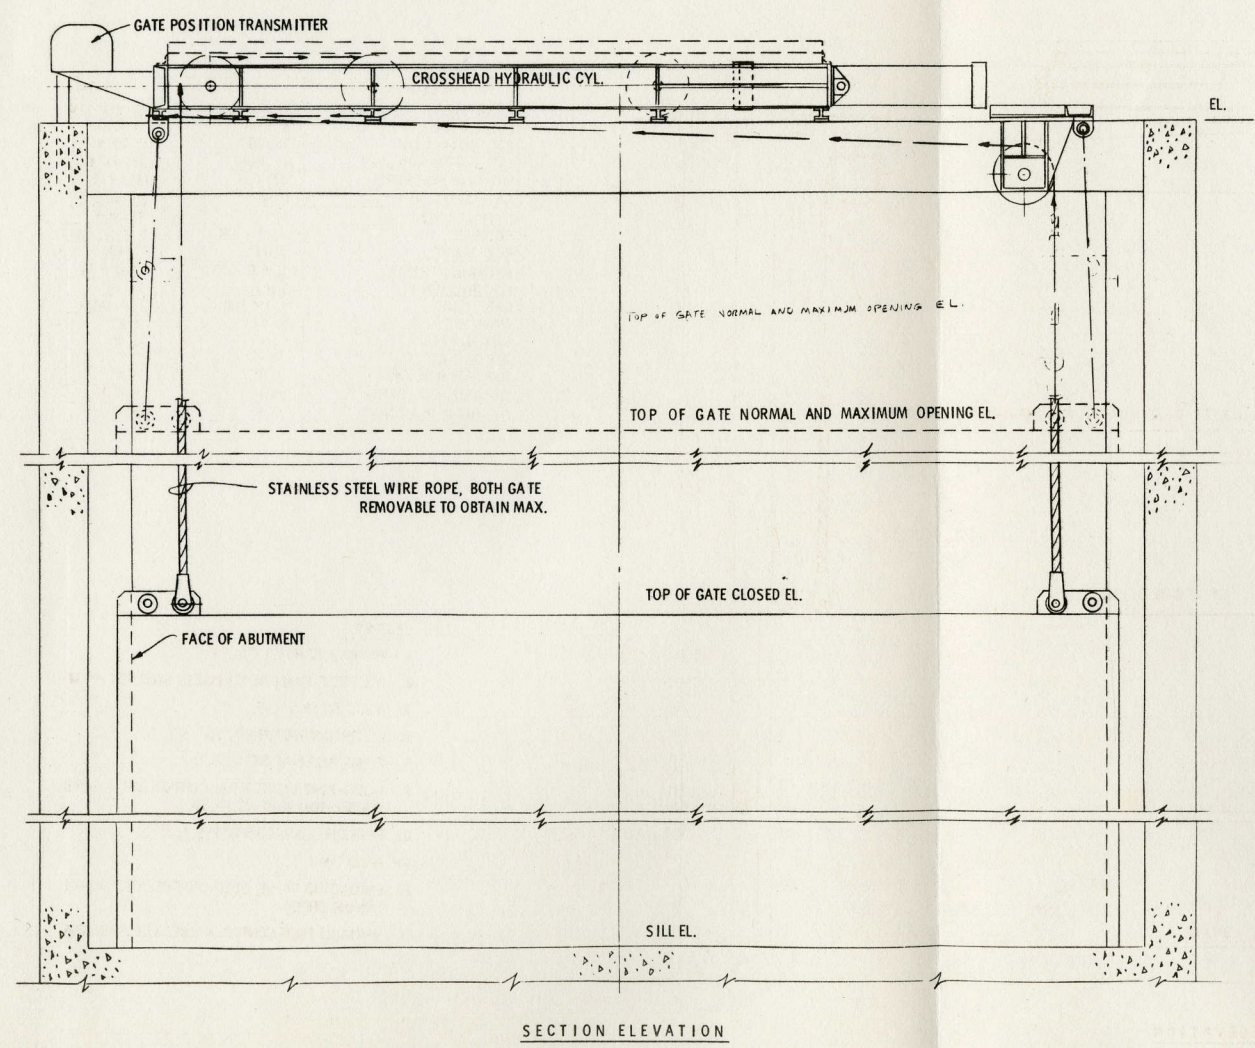 GATE POSITION TRANSMITTER
CROSSHEAD HYDRAULIC CYL.
EL.
TOP OF GATE NORMAL AND MAXIMUM OPENING EL.
TOP OF GATE NORMAL AND MAXIMUM OPENING EL.
STAINLESS STEEL WIRE ROPE, BOTH GATE
REMOVABLE TO OBTAIN MAX.
TOP OF GATE CLOSED EL.
FACE OF ABUTMENT
SILL EL.
SECTION ELEVATION